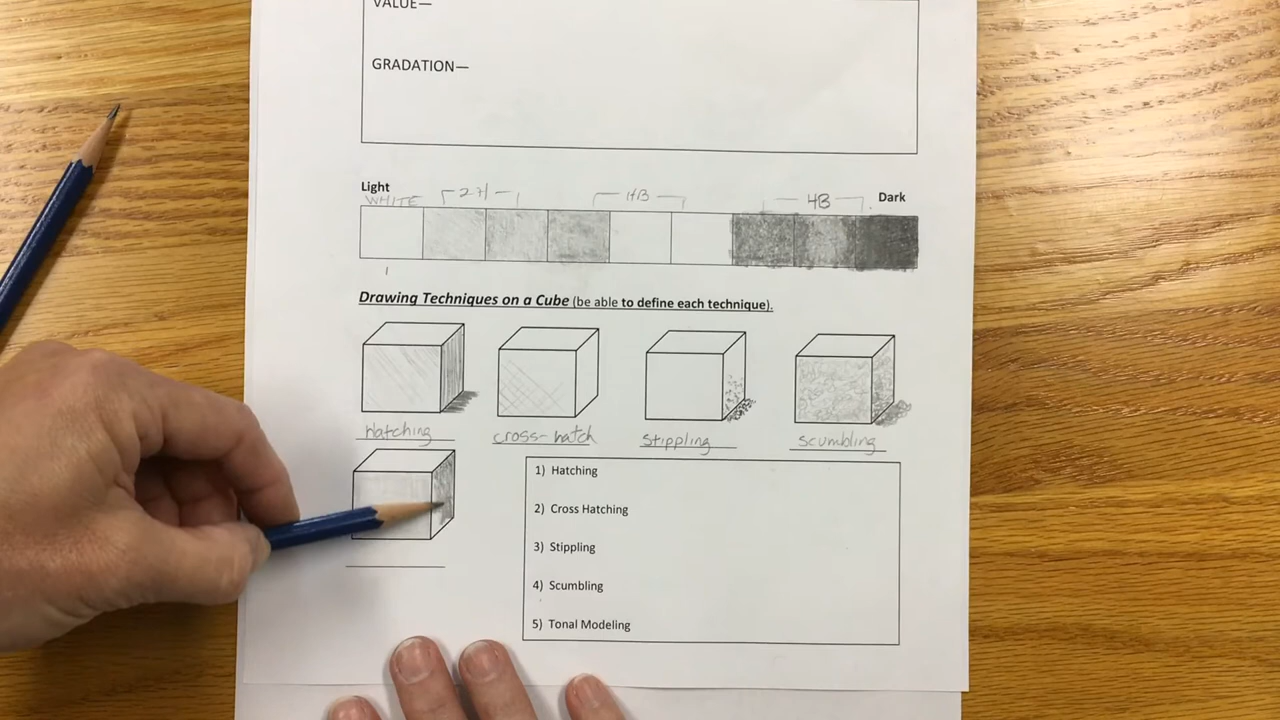 VALUE—
GRADATION—
Light
WHITE 2H HB 4B Dark
Drawing Techniques on a Cube (be able to define each technique).
Hatching cross-hatch Stippling scumbling
1) Hatching
2) Cross Hatching
3) Stippling
4) Scumbling
5) Tonal Modeling